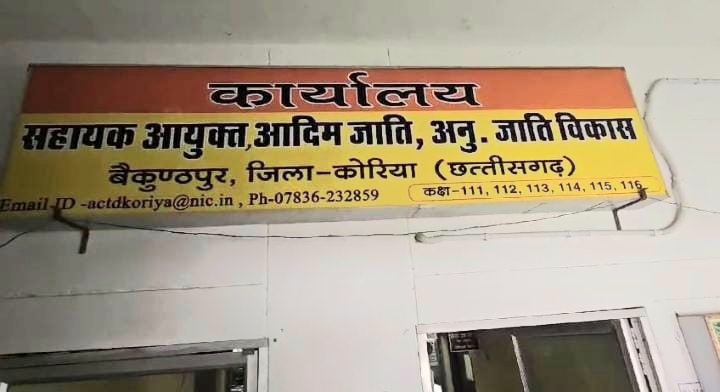 कार्यालय
सहायक आयुक्त,आदिम जाति, अनु. जाति विकास
बैकुण्ठपुर, जिला-कोरिया (छत्तीसगढ़)
Email ID -actdkoriya@nic.in , Ph-07836-232859
कक्ष-111, 112, 113, 114, 115, 116